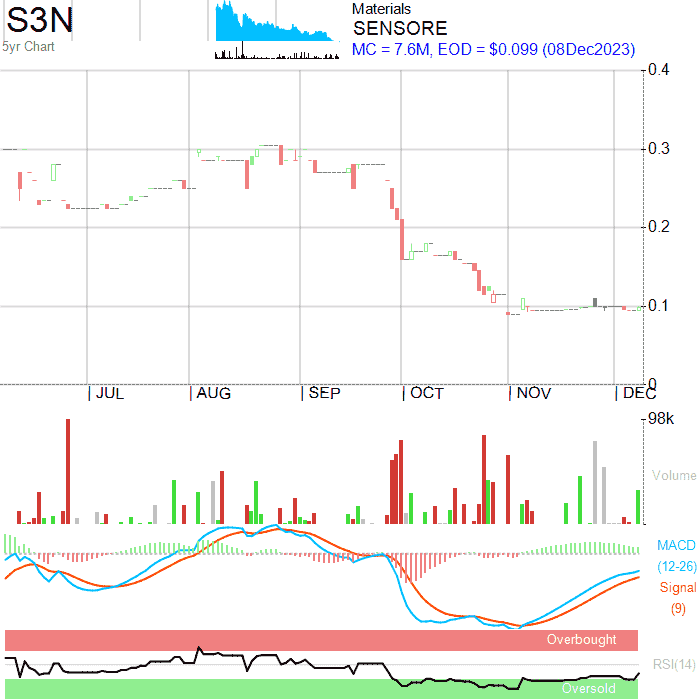 S3N
5yr Chart
Materials
SENSORE
MC = 7.6M, EOD = $0.099 (08Dec2023)
0.4
0.3
0.2
0.1
0
JUL
AUG
SEP
OCT
NOV
DEC
98k
Volume
MACD
(12-26)
Signal
(9)
Overbought
RSI(14)
Oversold